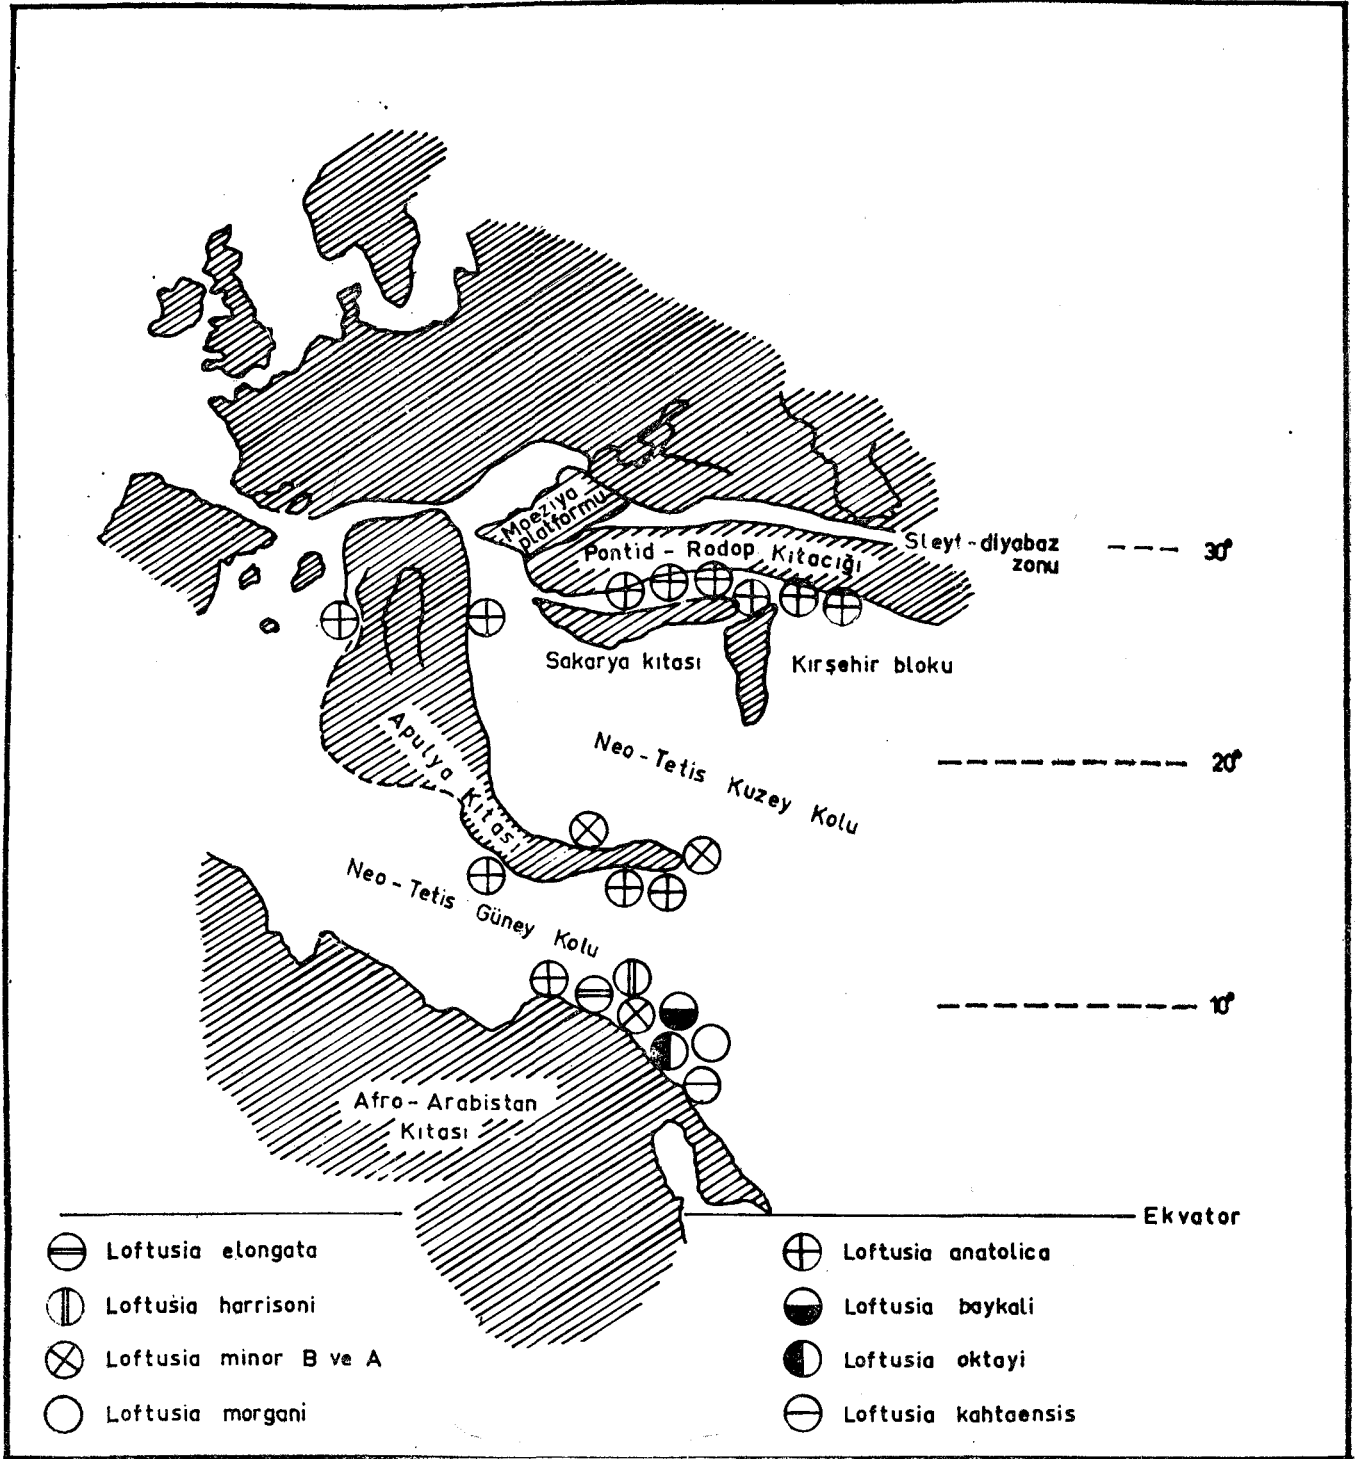 Moeziya
platformu
Pontid - Rodop Kıtacığı
Sleyt - diyabaz
zonu
30°
Sakarya kıtası
Kırşehir bloku
Apulya Kıtası
Neo - Tetis Kuzey Kolu
20°
Neo - Tetis Güney Kolu
10°
Afro - Arabistan
Kıtası
Ekvator
Loftusia elongata
Loftusia harrisoni
Loftusia minor B ve A
Loftusia morgani
Loftusia anatolica
Loftusia baykali
Loftusia oktayi
Loftusia kahtaensis